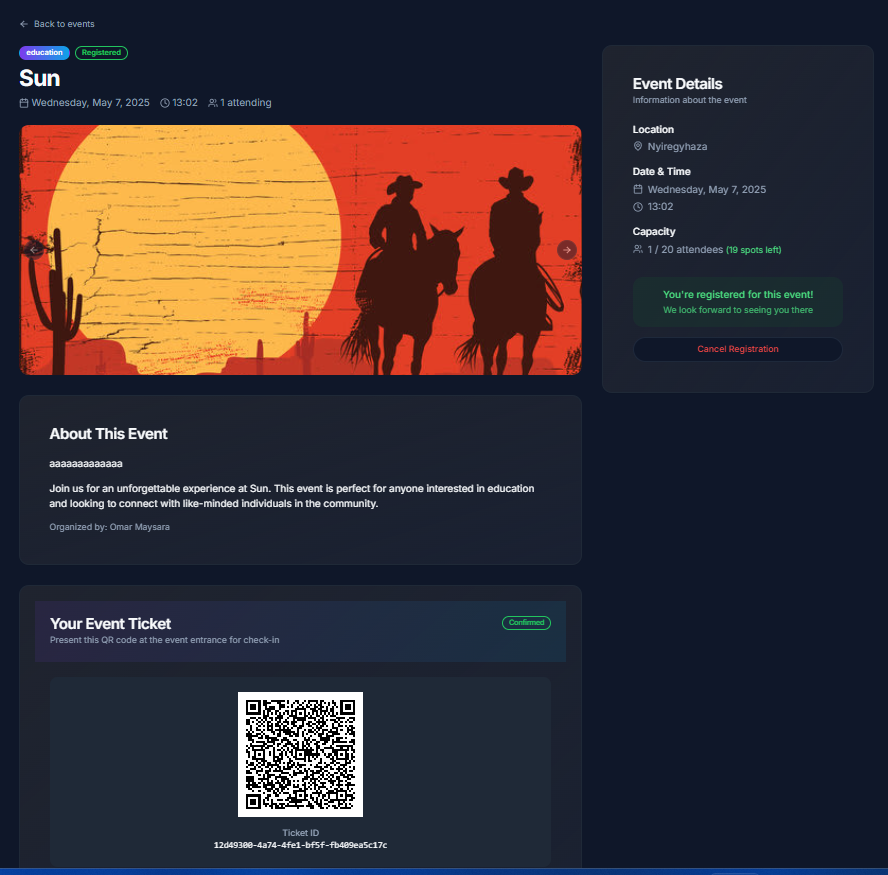 Back to events
education Registered
Sun
Wednesday, May 7, 2025 13:02 1 attending
About This Event
aaaaaaaaaaaaa
Join us for an unforgettable experience at Sun. This event is perfect for anyone interested in education
and looking to connect with like-minded individuals in the community.
Organized by: Omar Maysara
Your Event Ticket
Confirmed
Present this QR code at the event entrance for check-in
Ticket ID
12d49300-4a74-4fe1-bf5f-fb409ea5c17c
Event Details
Information about the event
Location
Nyiregyhaza
Date & Time
Wednesday, May 7, 2025
13:02
Capacity
1 / 20 attendees (19 spots left)
You're registered for this event!
We look forward to seeing you there
Cancel Registration